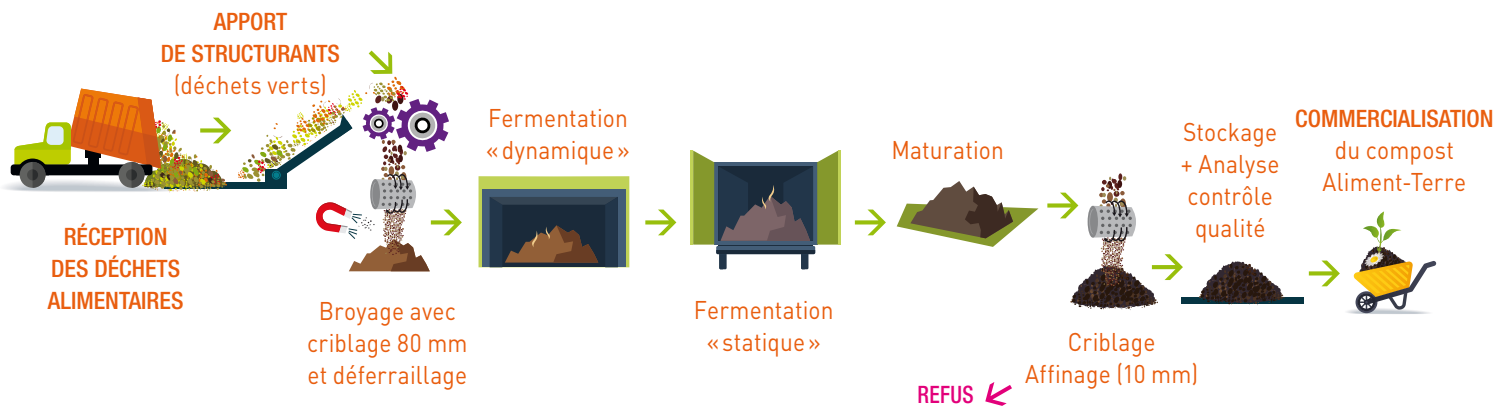 APPORT
DE STRUCTURANTS
(déchets verts)
RÉCEPTION
DES DÉCHETS
ALIMENTAIRES
Broyage avec
criblage 80 mm
et déferraillage
Fermentation
«dynamique»
Fermentation
«statique»
Maturation
Criblage
Affinage (10 mm)
REFUS
Stockage
+ Analyse
contrôle
qualité
COMMERCIALISATION
du compost
Aliment-Terre